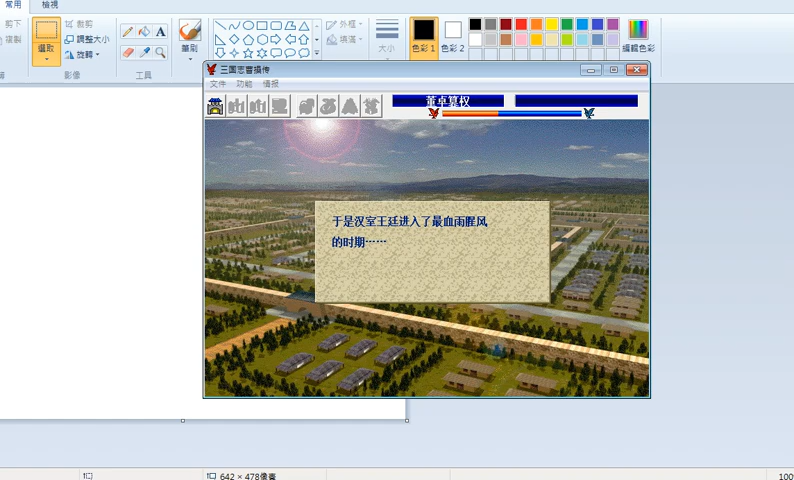 常用
檢視
剪下
複製
選取
裁剪
調整大小
旋轉
影像
A
工具
筆刷
外框
填滿
大小
色彩 1
色彩 2
編輯色彩
三国志曹操传
文件 功能 情报
董卓篡权
于是汉室王廷进入了最血雨腥风
的时期……
642 × 478像素
100